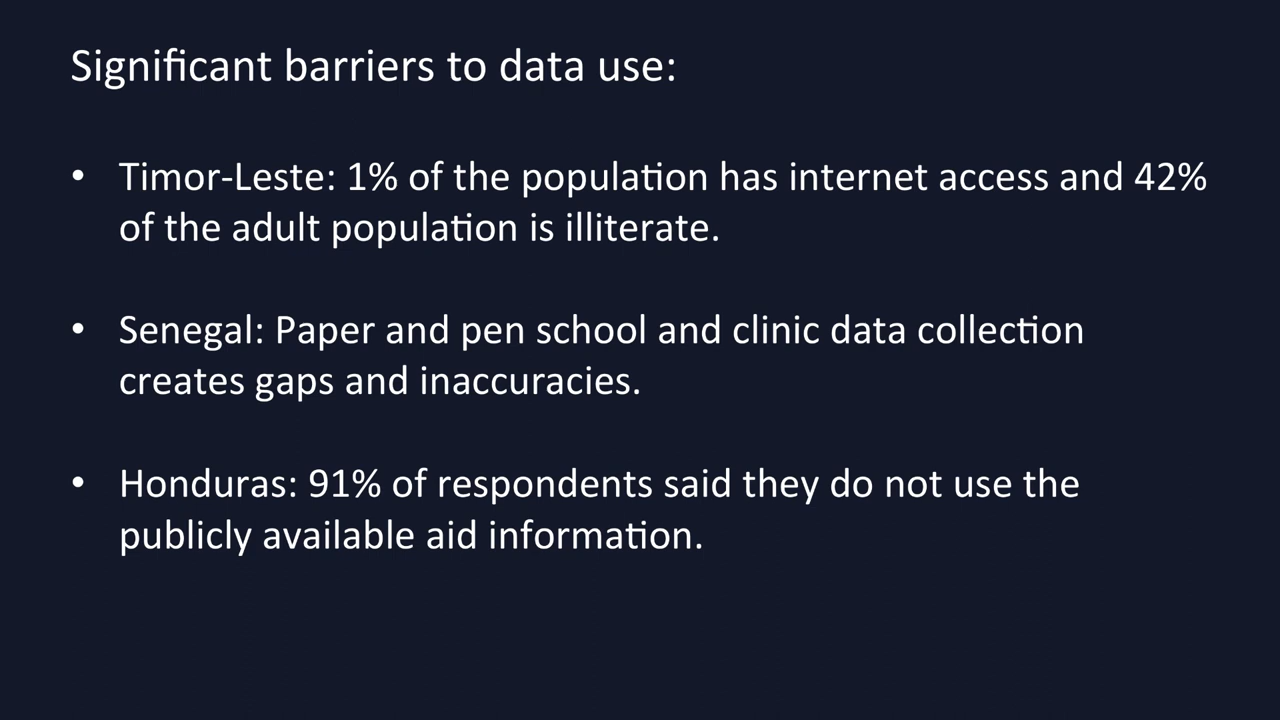 Significant barriers to data use:
• Timor-Leste: 1% of the population has internet access and 42%
of the adult population is illiterate.
• Senegal: Paper and pen school and clinic data collection
creates gaps and inaccuracies.
• Honduras: 91% of respondents said they do not use the
publicly available aid information.